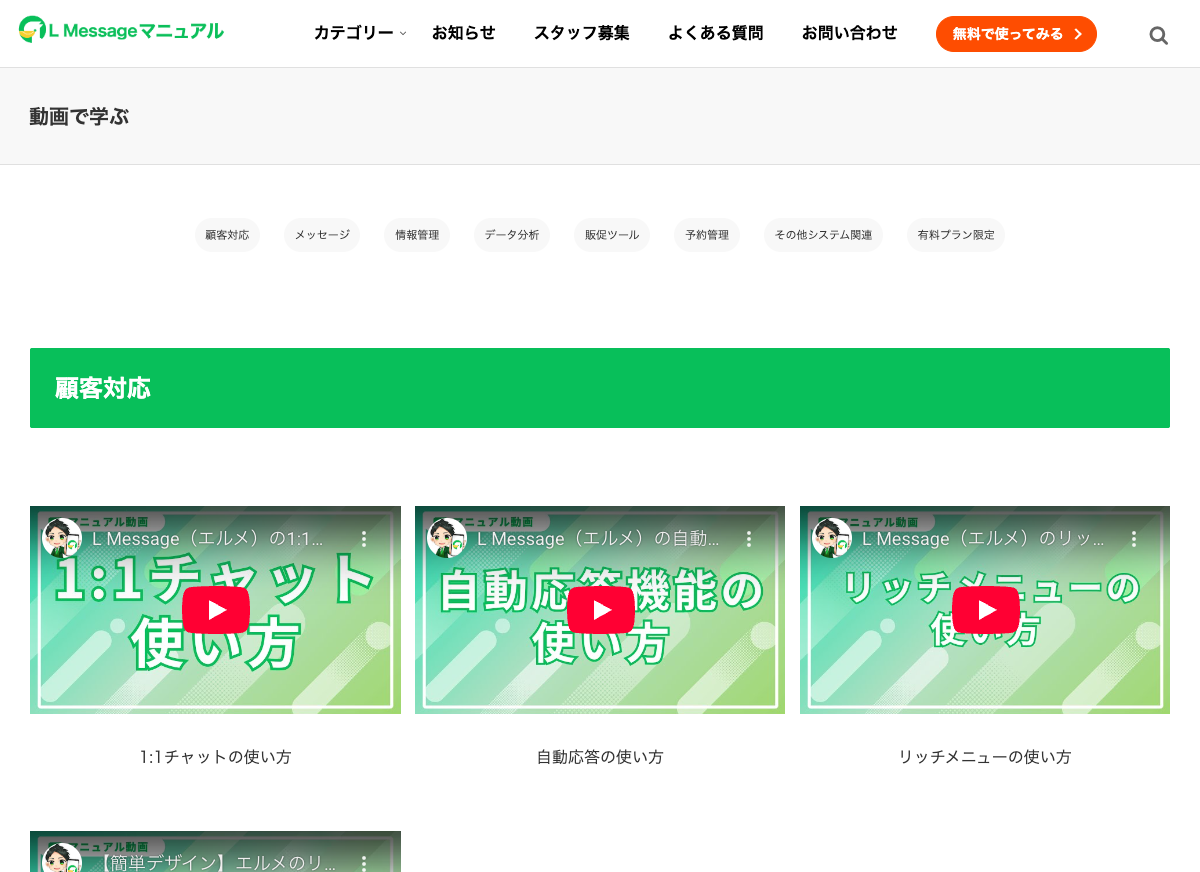 L Messageマニュアル
カテゴリー お知らせ スタッフ募集 よくある質問 お問い合わせ 無料で使ってみる
動画で学ぶ
顧客対応 メッセージ 情報管理 データ分析 販促ツール 予約管理 その他システム関連 有料プラン限定
顧客対応
マニュアル動画
L Message（エルメ）の1:1...
1:1チャット
使い方
マニュアル動画
L Message（エルメ）の自動...
自動応答機能の
使い方
マニュアル動画
L Message（エルメ）のリッ...
リッチメニューの
使い方
1:1チャットの使い方
自動応答の使い方
リッチメニューの使い方
マニュアル動画
【簡単デザイン】エルメのリ...